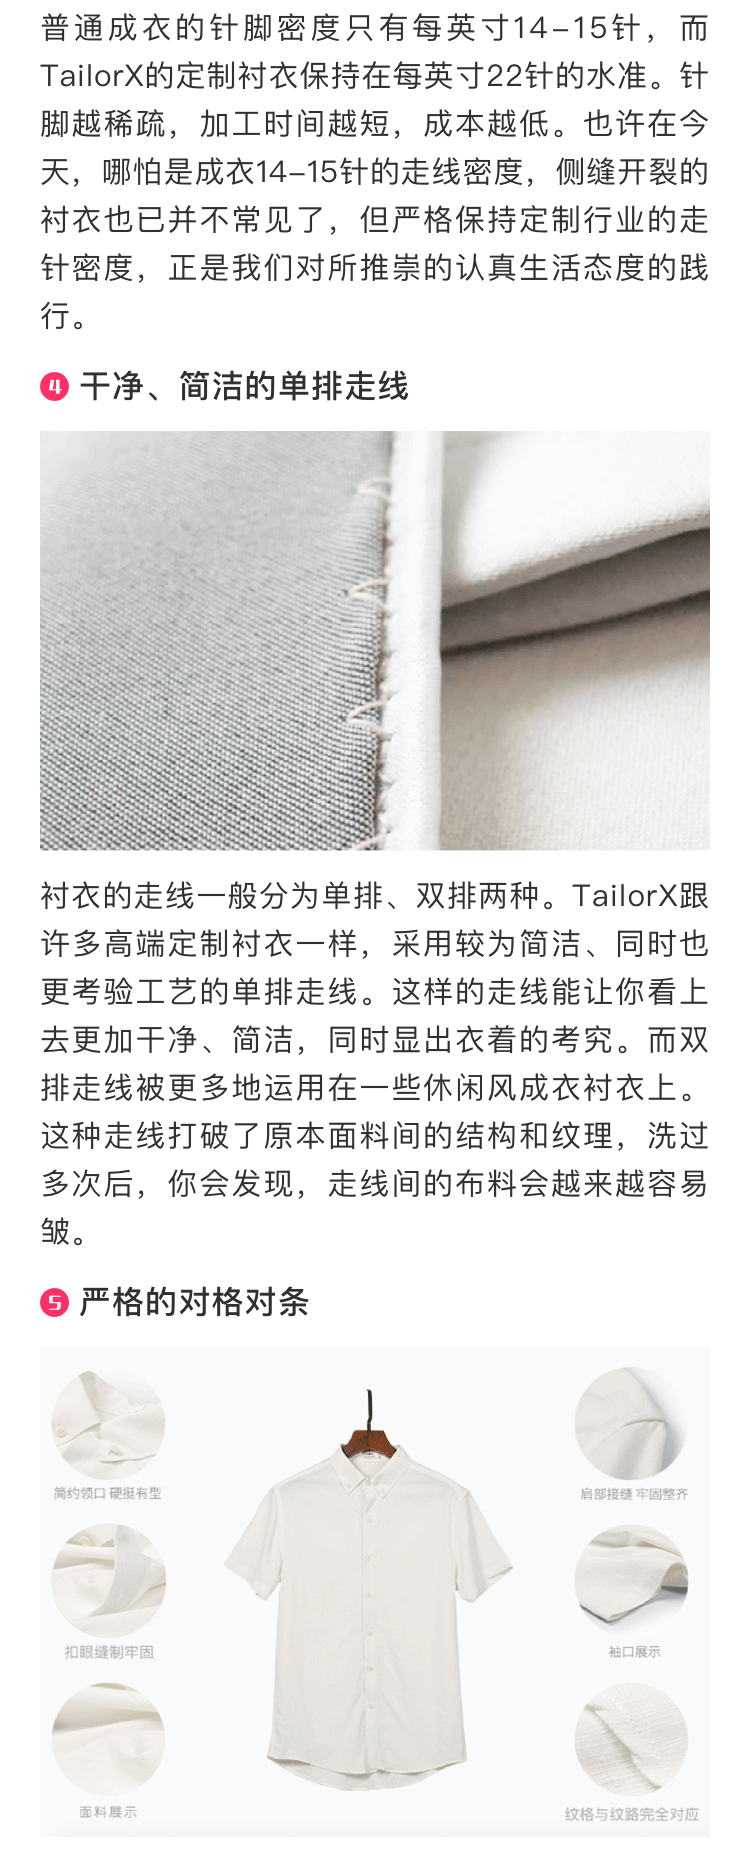 普通成衣的针脚密度只有每英寸14-15针，而
TailorX的定制衬衣保持在每英寸22针的水准。针
脚越稀疏，加工时间越短，成本越低。也许在今
天，哪怕是成衣14-15针的走线密度，侧缝开裂的
衬衣也已并不常见了，但严格保持定制行业的走
针密度，正是我们对所推崇的认真生活态度的践
行。
4 干净、简洁的单排走线
衬衣的走线一般分为单排、双排两种。TailorX跟
许多高端定制衬衣一样，采用较为简洁、同时也
更考验工艺的单排走线。这样的走线能让你看上
去更加干净、简洁，同时显出衣着的考究。而双
排走线被更多地运用在一些休闲风成衣衬衣上。
这种走线打破了原本面料间的结构和纹理，洗过
多次后，你会发现，走线间的布料会越来越容易
皱。
5 严格的对格对条
简约领口 硬挺有型
肩部接缝 牢固整齐
扣眼缝制牢固
袖口展示
面料展示
纹格与纹路完全对应